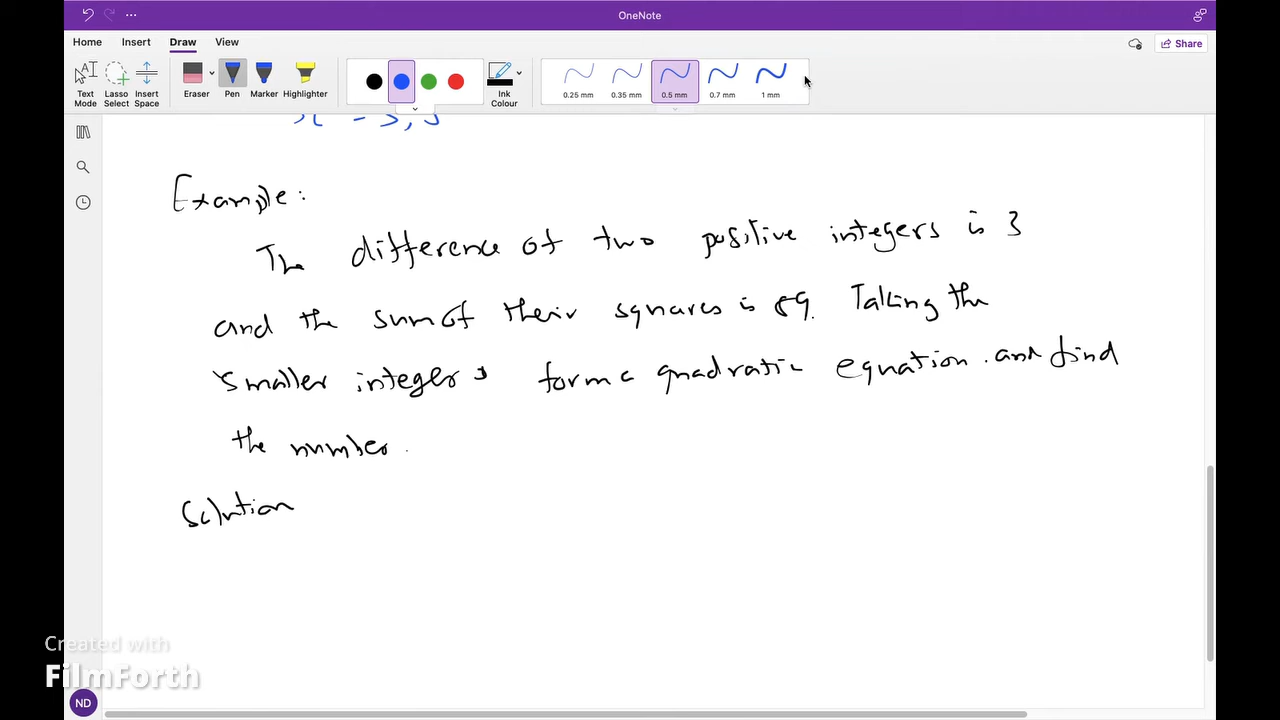 OneNote
Home Insert Draw View
Share
Text Mode Lasso Select Insert Space Eraser Pen Marker Highlighter Ink Colour 0.25 mm 0.35 mm 0.5 mm 0.7 mm 1 mm
Example:
The difference of two positive integers is 3
and the sum of their squares is 89. Taking the
smaller integer, form a quadratic equation. and find
the number.
Solution
Created with
FilmForth
ND